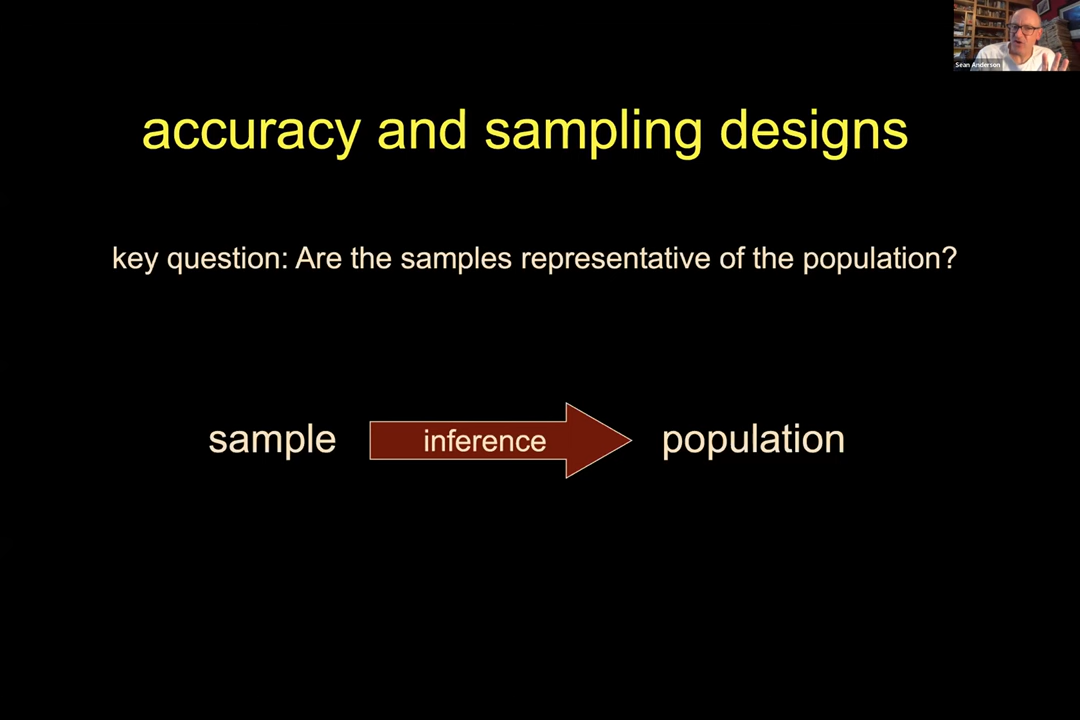 Sean Anderson
accuracy and sampling designs
key question: Are the samples representative of the population?
sample
inference
population